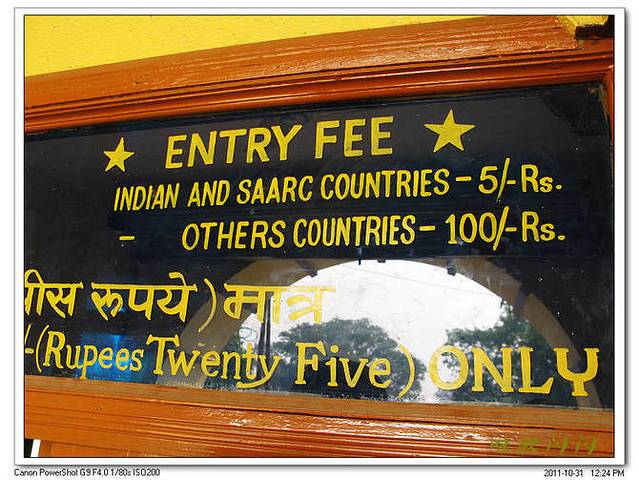 ★ ENTRY FEE ★
INDIAN AND SAARC COUNTRIES - 5/- Rs.
- OTHERS COUNTRIES - 100/- Rs.
रूपये ) मात्र
/-(Rupees Twenty Five) ONLY
Canon PowerShot G9 F4.0 1/80s ISO200
2011-10-31 12:24 PM